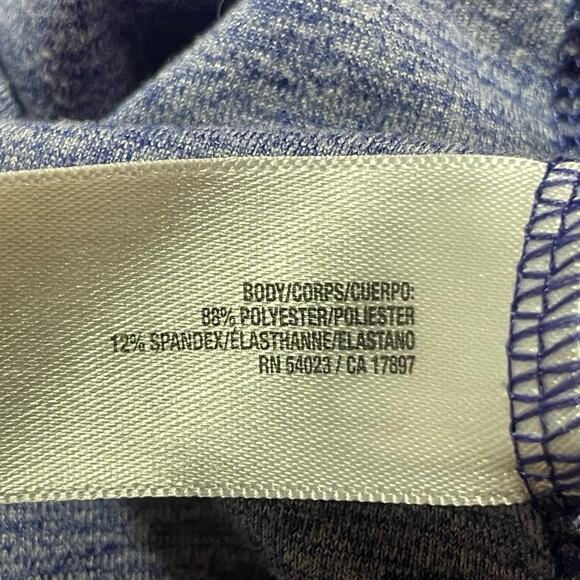 BODY/CORPS/CUERPO:
88% POLYESTER/POLIESTER
12% SPANDEX/ÉLASTHANNE/ELASTANO
RN 54023 / CA 17897